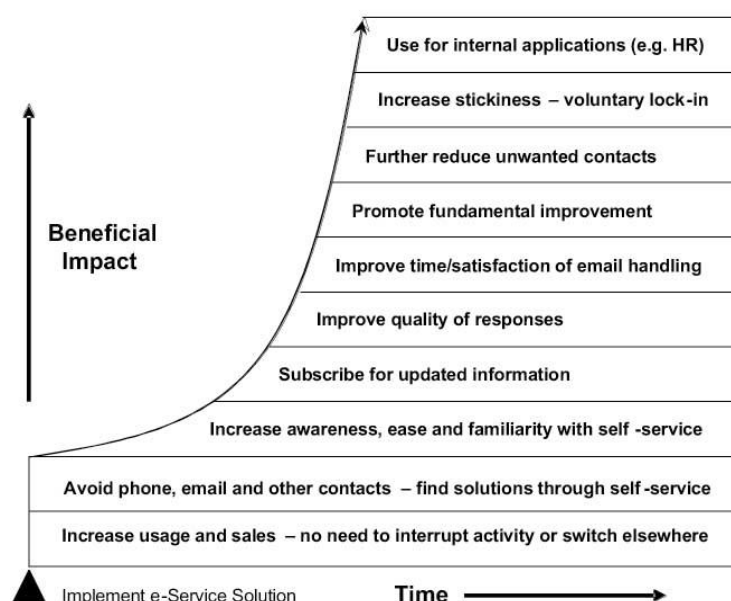 Use for internal applications (e.g. HR)
Increase stickiness – voluntary lock-in
Further reduce unwanted contacts
Promote fundamental improvement
Beneficial
Impact
Improve time/satisfaction of email handling
Improve quality of responses
Subscribe for updated information
Increase awareness, ease and familiarity with self-service
Avoid phone, email and other contacts – find solutions through self-service
Increase usage and sales – no need to interrupt activity or switch elsewhere
Implement e-Service Solution
Time